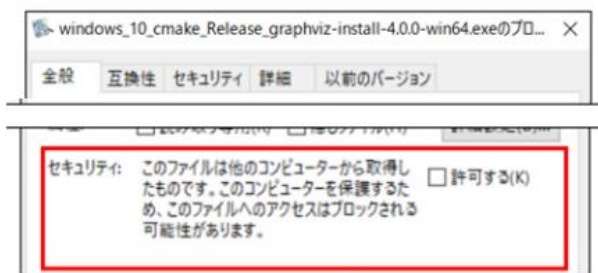 windows_10_cmake_Release_graphviz-install-4.0.0-win64.exeのプロ...
全般 互換性 セキュリティ 詳細 以前のバージョン
セキュリティ: このファイルは他のコンピューターから取得し
たものです。このコンピューターを保護するた
め、このファイルへのアクセスはブロックされる
可能性があります。
許可する(K)